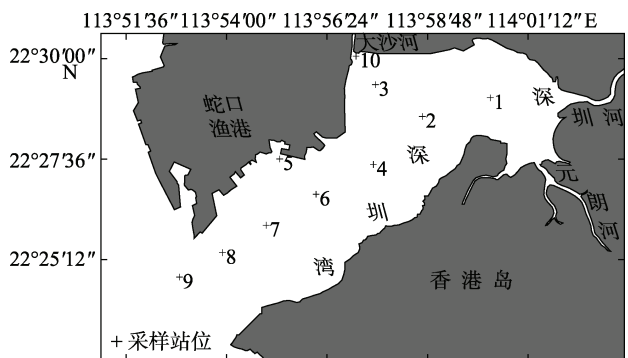 113°51′36″ 113°54′00″ 113°56′24″ 113°58′48″ 114°01′12″E
22°30′00″
N
22°27′36″
22°25′12″
大沙河
10
3
1
2
蛇口
渔港
5
4
6
7
8
9
深圳河
深圳湾
元朗河
香港岛
+采样站位